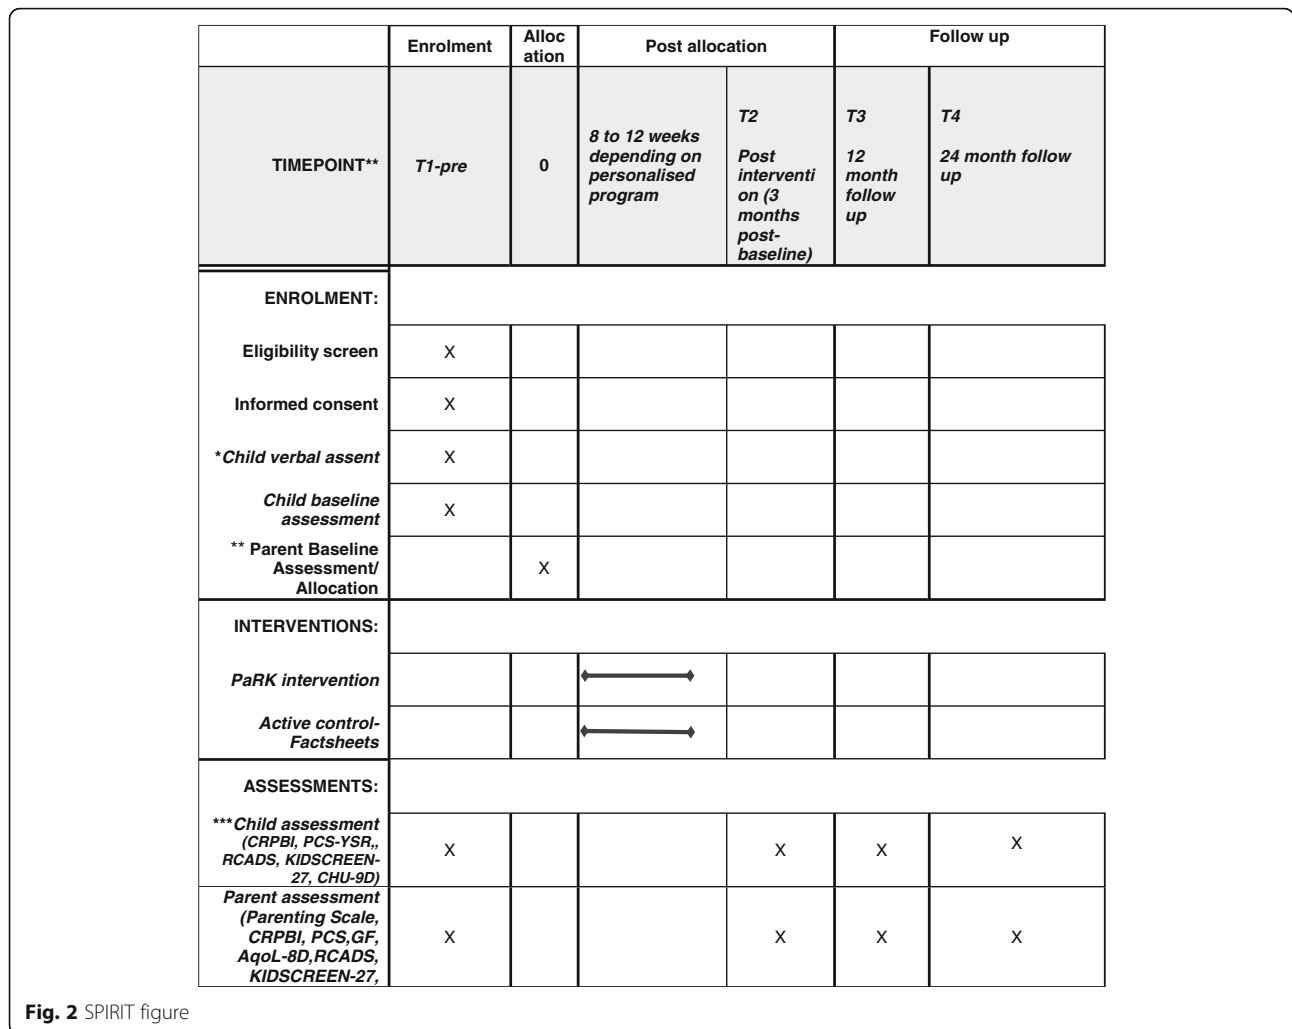 Enrolment
Alloc
ation
Post allocation
Follow up
TIMEPOINT**
T1-pre
0
8 to 12 weeks
depending on
personalised
program
T2
Post
interventi
on (3
months
post-
baseline)
T3
12
month
follow
up
T4
24 month follow
up
ENROLMENT:
Eligibility screen X
Informed consent X
*Child verbal assent X
Child baseline
assessment X
** Parent Baseline
Assessment/
Allocation X
INTERVENTIONS:
PaRK intervention
Active control-
Factsheets
ASSESSMENTS:
***Child assessment
(CRPBI, PCS-YSR,,
RCADS, KIDSCREEN-
27, CHU-9D)
X X X X
Parent assessment
(Parenting Scale,
CRPBI, PCS,GF,
AqoL-8D,RCADS,
KIDSCREEN-27,
X X X X
Fig. 2 SPIRIT figure